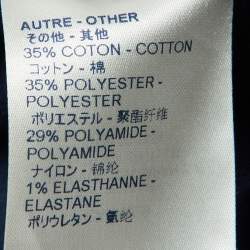 AUTRE - OTHER
その他 - 其他
35% COTON - COTTON
コットン - 棉
35% POLYESTER -
POLYESTER
ポリエステル - 聚酯纤维
29% POLYAMIDE -
POLYAMIDE
ナイロン - 锦纶
1% ELASTHANNE -
ELASTANE
ポリウレタン - 氨纶